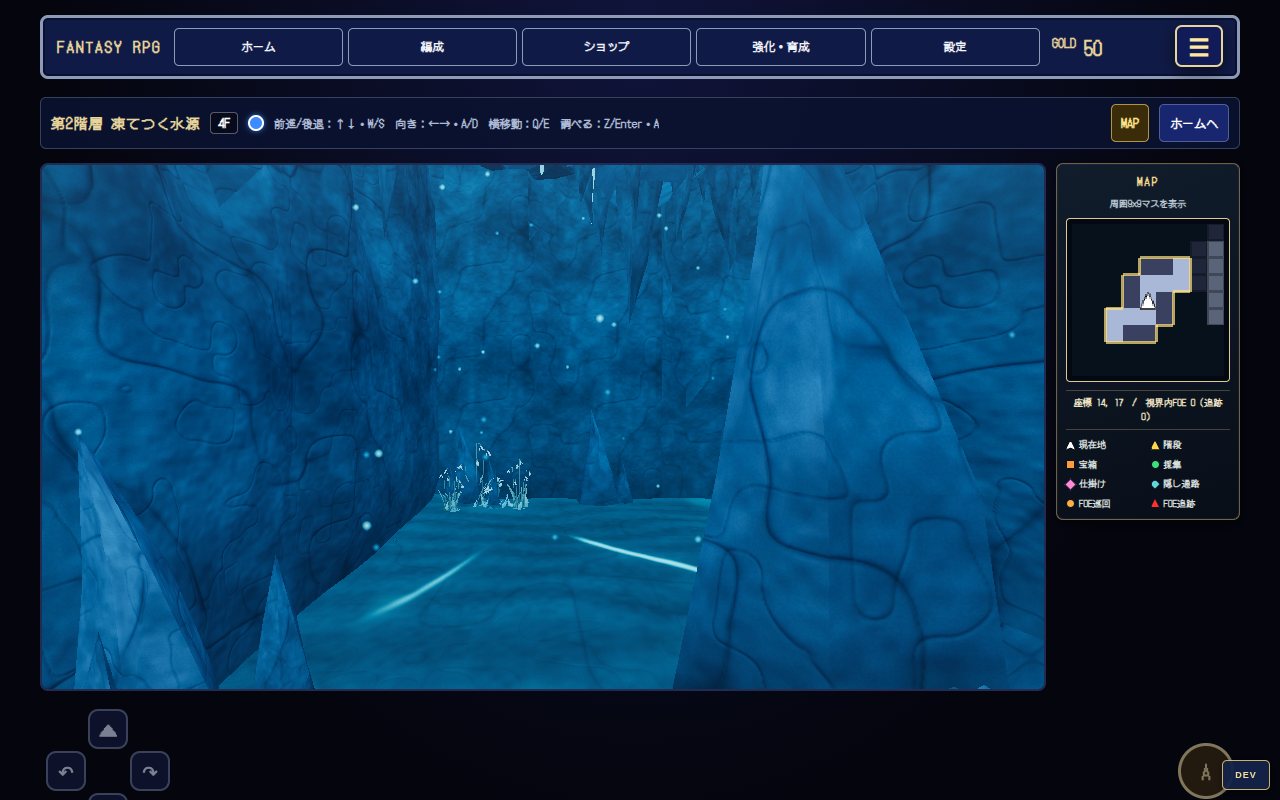 FANTASY RPG
ホーム
編成
ショップ
強化・育成
設定
GOLD 50
第2階層 凍てつく水源
4F
前進/後退：↑↓・W/S 向き：←→・A/D 横移動：Q/E 調べる：Z/Enter・A
MAP
ホームへ
MAP
周囲9x9マスを表示
座標 14, 17 / 視界内FOE 0（追跡
0）
現在地
階段
宝箱
採集
仕掛け
隠し通路
FOE巡回
FOE追跡
A
DEV